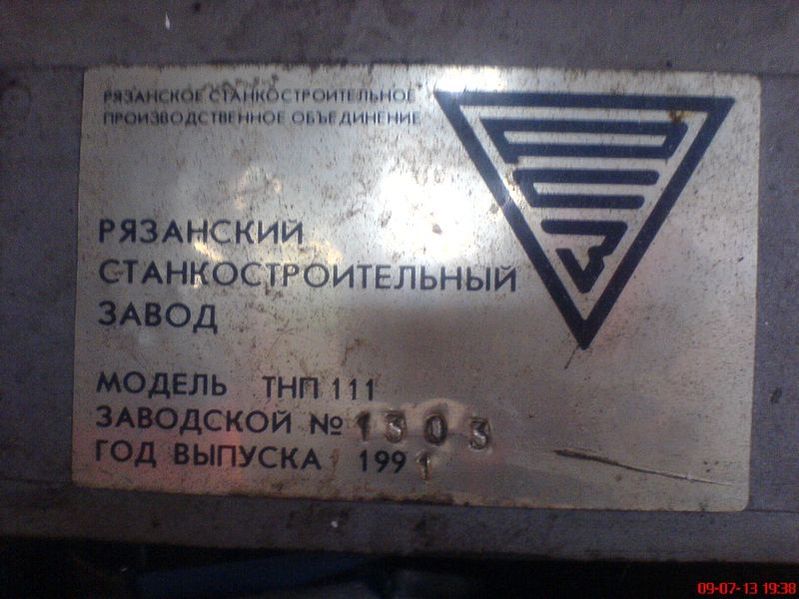 РЯЗАНСКОЕ СТАНКОСТРОИТЕЛЬНОЕ
ПРОИЗВОДСТВЕННОЕ ОБЪЕДИНЕНИЕ
РСЗ
РЯЗАНСКИЙ
СТАНКОСТРОИТЕЛЬНЫЙ
ЗАВОД
МОДЕЛЬ ТНП 111
ЗАВОДСКОЙ № 1303
ГОД ВЫПУСКА 1991
09-07-13 19:38